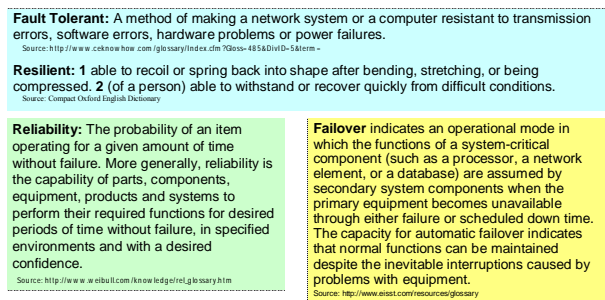 Fault Tolerant: A method of making a network system or a computer resistant to transmission
errors, software errors, hardware problems or power failures.
Source: http://www.ceknowhow.com/glossary/Index.cfm?Gloss=485&DivID=5&term=
Resilient: 1 able to recoil or spring back into shape after bending, stretching, or being
compressed. 2 (of a person) able to withstand or recover quickly from difficult conditions.
Source: Compact Oxford English Dictionary
Reliability: The probability of an item
operating for a given amount of time
without failure. More generally, reliability is
the capability of parts, components,
equipment, products and systems to
perform their required functions for desired
periods of time without failure, in specified
environments and with a desired
confidence.
Source: http://www.weibull.com/knowledge/rel_glossary.htm
Failover indicates an operational mode in
which the functions of a system-critical
component (such as a processor, a network
element, or a database) are assumed by
secondary system components when the
primary equipment becomes unavailable
through either failure or scheduled down time.
The capacity for automatic failover indicates
that normal functions can be maintained
despite the inevitable interruptions caused by
problems with equipment.
Source: http://www.eisst.com/resources/glossary